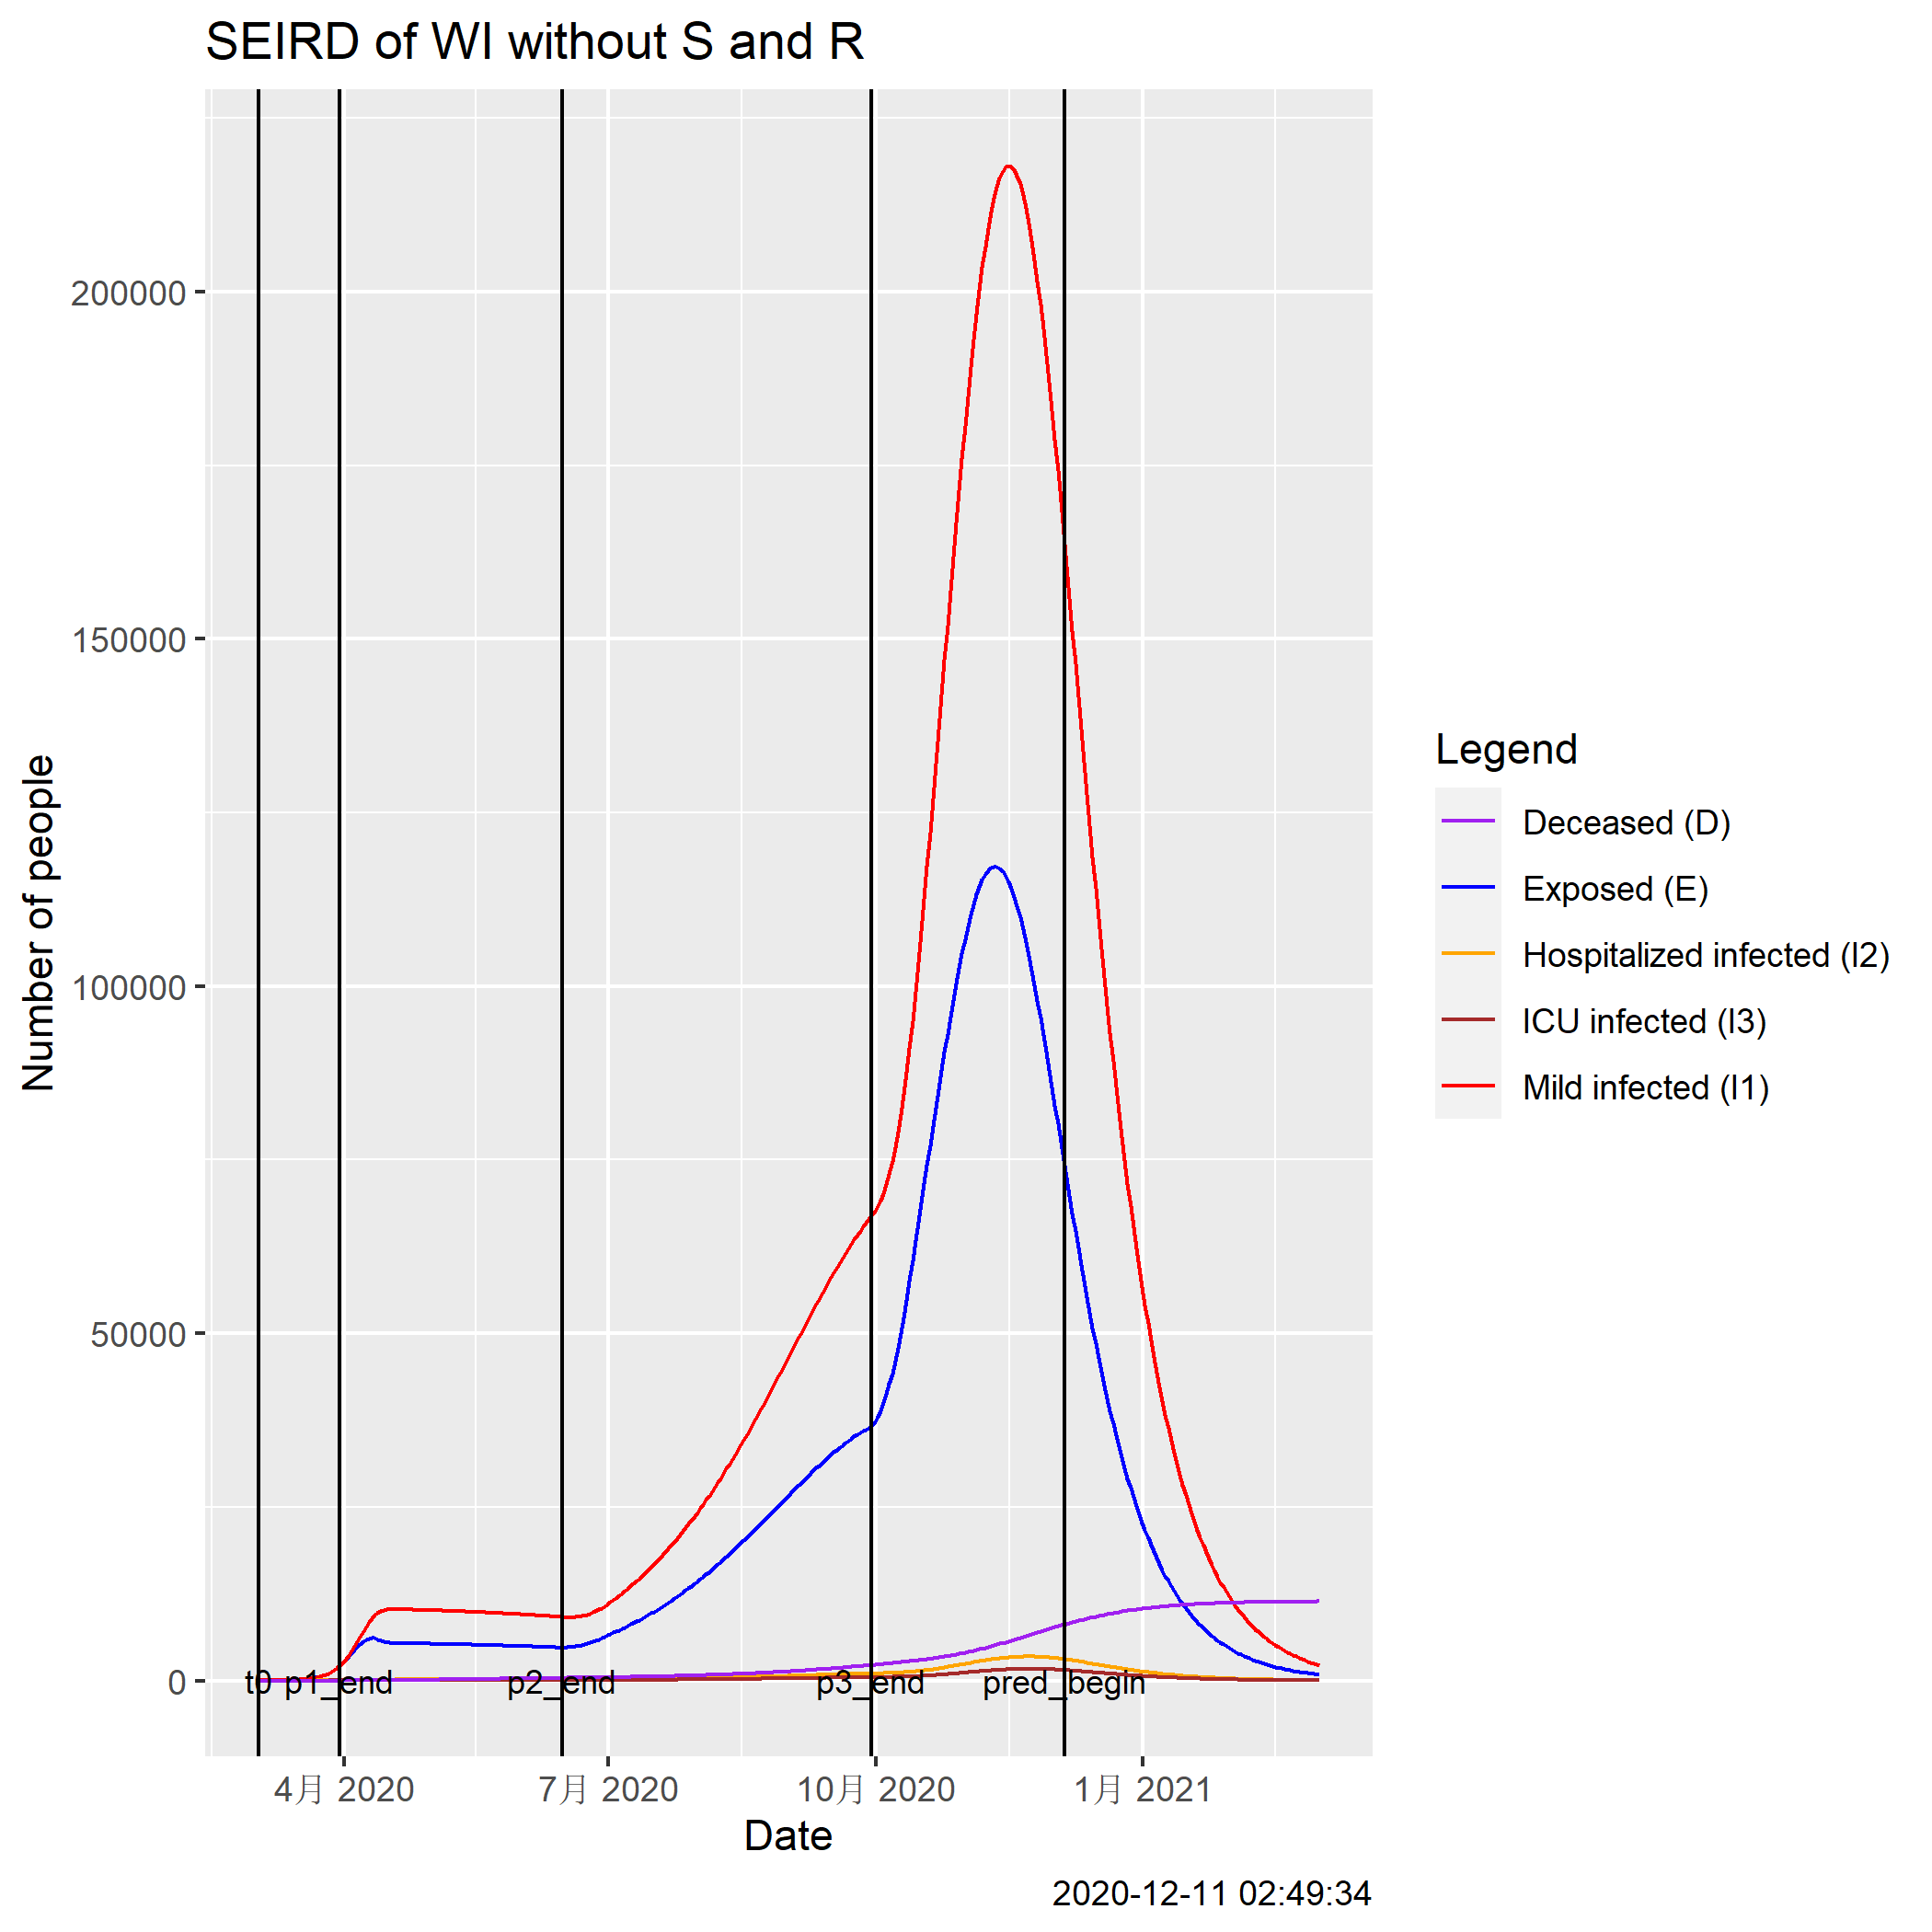 SEIRD of WI without S and R
Number of people
200000
150000
100000
50000
0
t0 p1_end p2_end p3_end pred_begin
4月 2020 7月 2020 10月 2020 1月 2021
Date
Legend
Deceased (D)
Exposed (E)
Hospitalized infected (I2)
ICU infected (I3)
Mild infected (I1)
2020-12-11 02:49:34